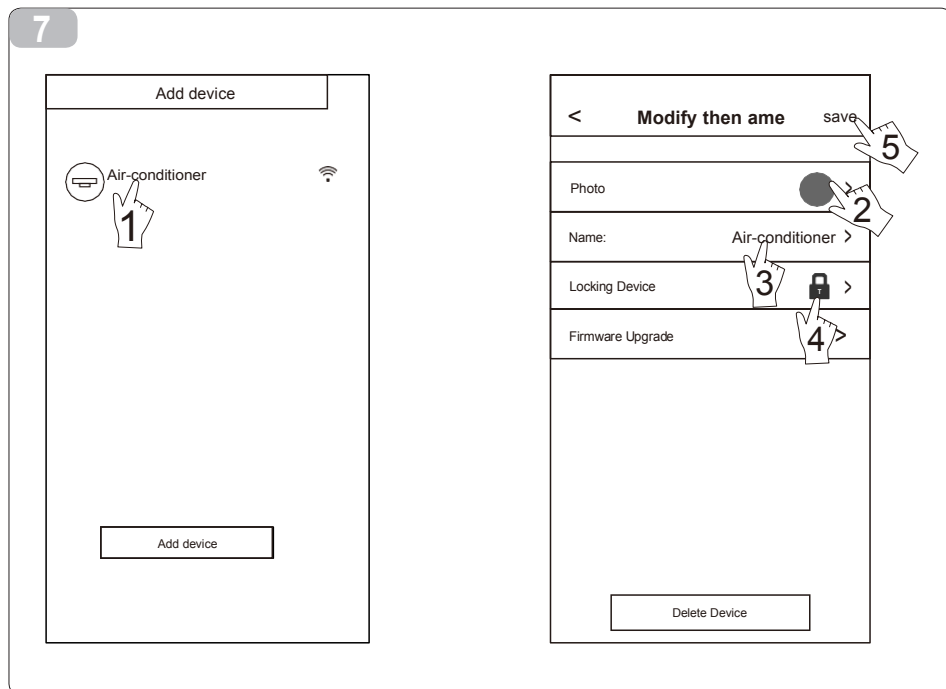 7
Add device
Air-conditioner
1
Add device
< Modify then ame save
5
Photo >
2
Name: Air-conditioner >
3
Locking Device T >
4
Firmware Upgrade >
Delete Device